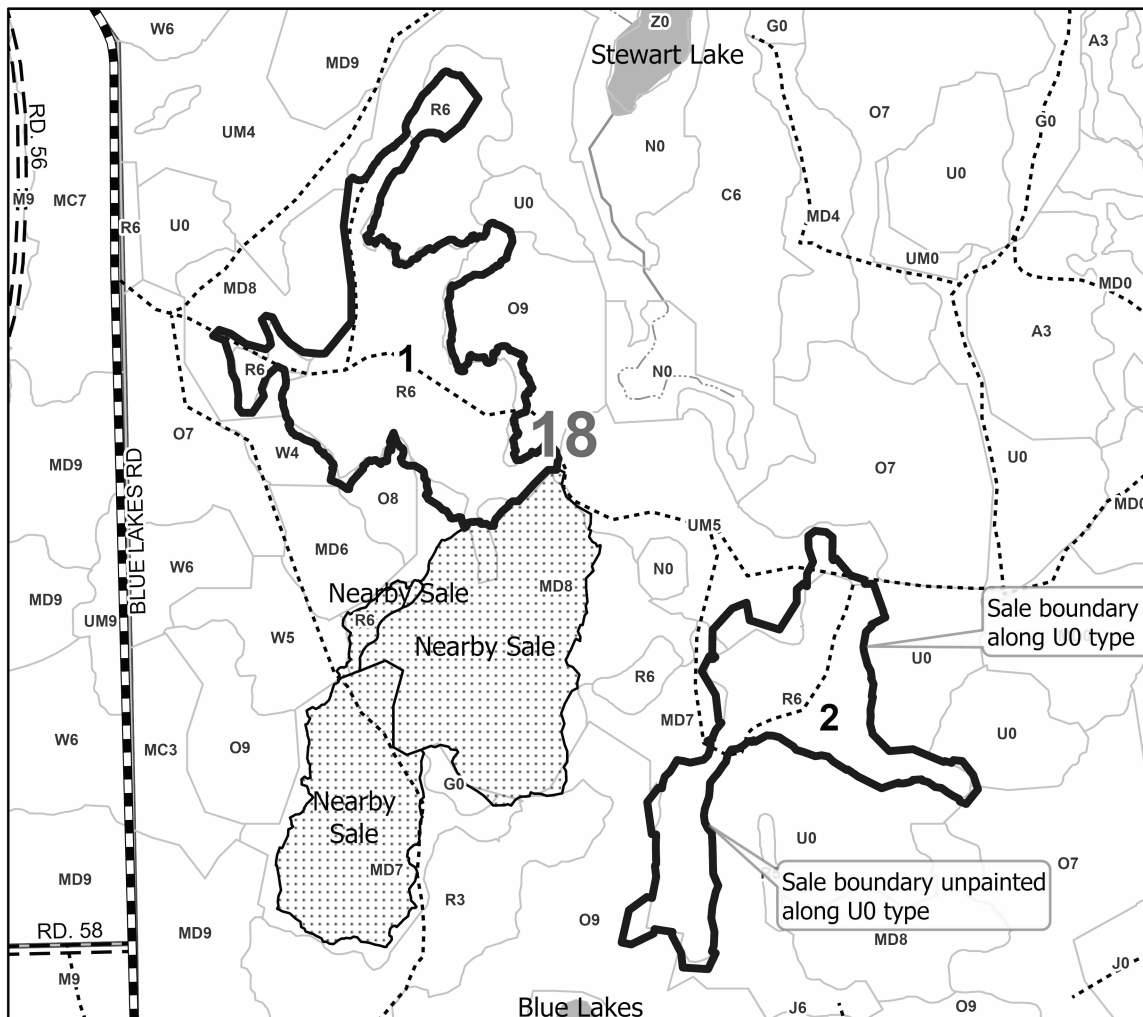 Z0
W6
G0
A3
Stewart Lake
MD9
R6
RD. 56
O7
G0
UM4
N0
MC7
U0
C6
M9
U0
MD4
R6
U0
UM0
MD8
MD0
O9
A3
1
R6
N0
R6
18
O7
W4
U0
MD9
O7
O8
MD0
BLUE LAKES RD
UM5
MD6
W6
N0
MD8
Nearby Sale
MD9
Sale boundary
along U0 type
UM9
R6
W5
Nearby Sale
U0
R6
R6
MD7
2
W6
MC3
O9
U0
G0
Nearby
Sale
U0
MD7
O7
MD9
Sale boundary unpainted
along U0 type
R3
O9
RD. 58
MD9
MD8
J0
M9
Blue Lakes
J6
O9